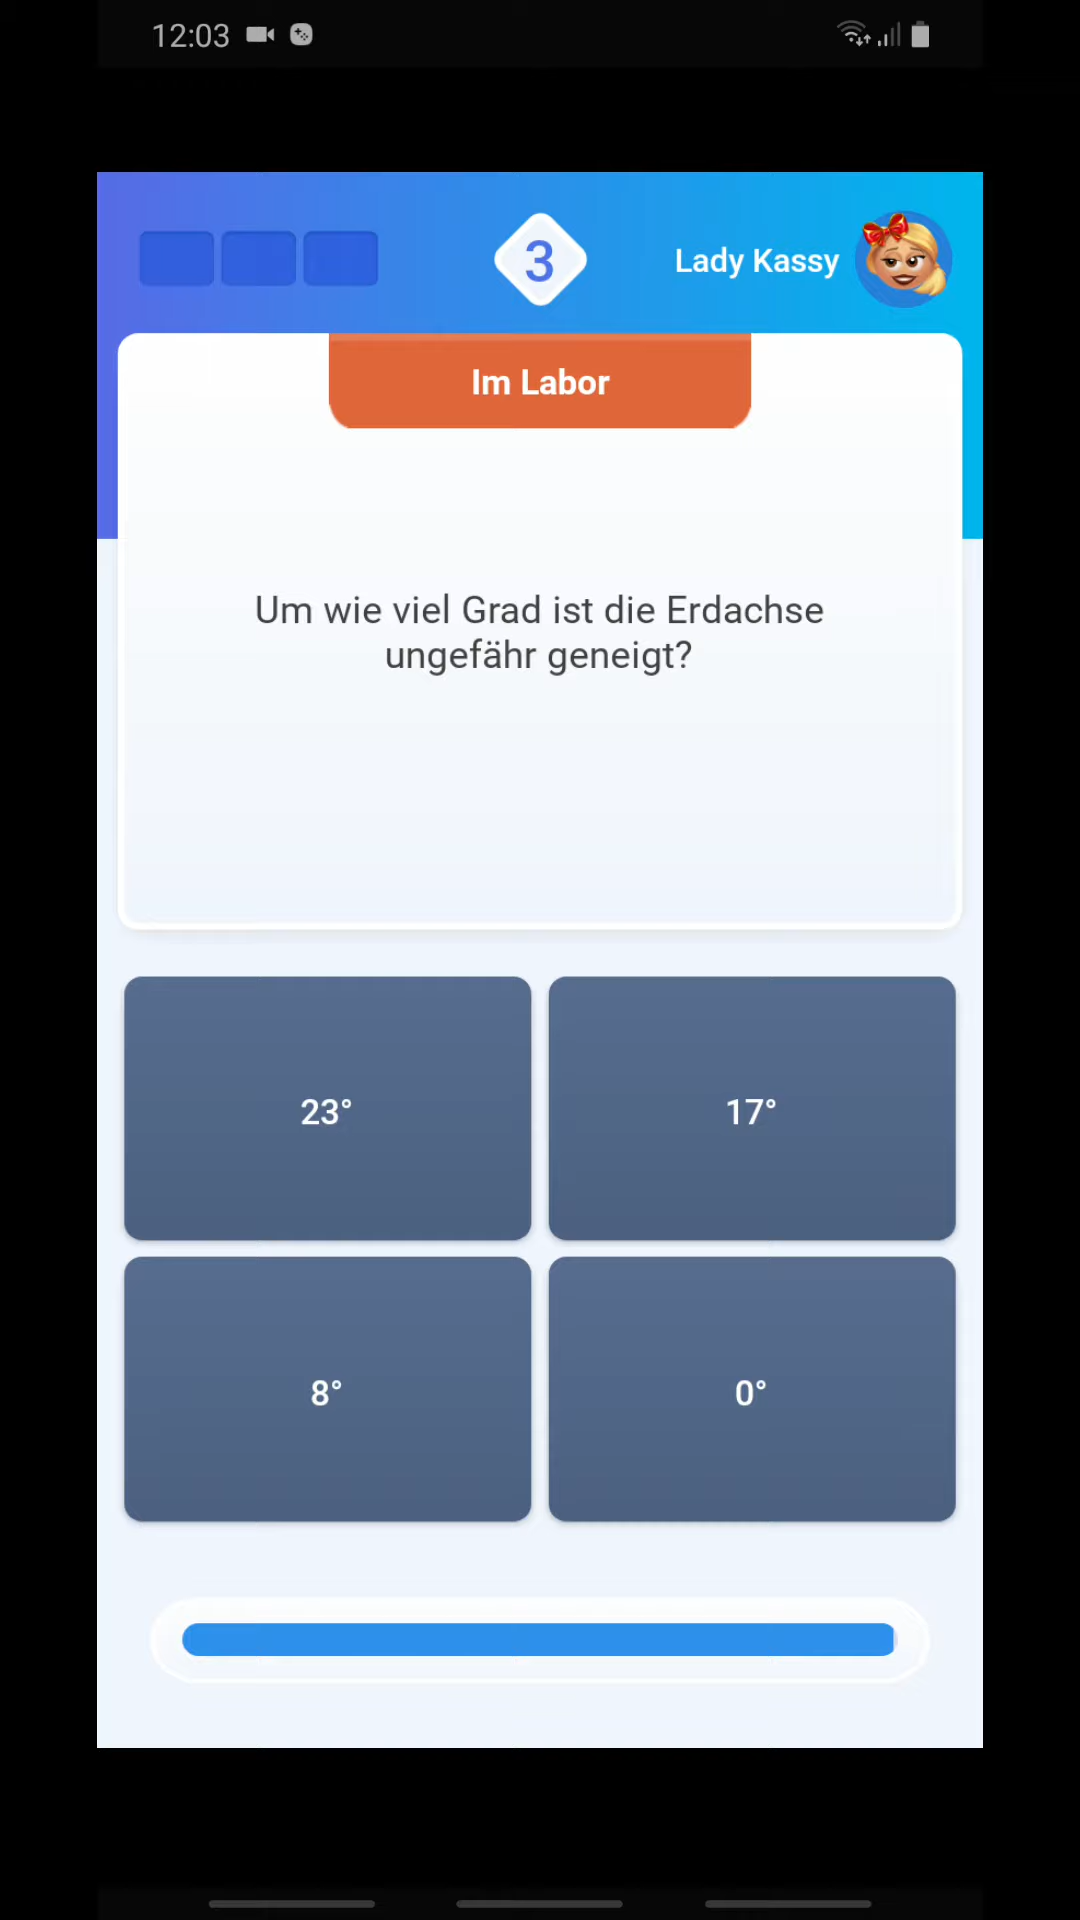 12:03
3
Lady Kassy
Im Labor
Um wie viel Grad ist die Erdachse
ungefähr geneigt?
23°
17°
8°
0°